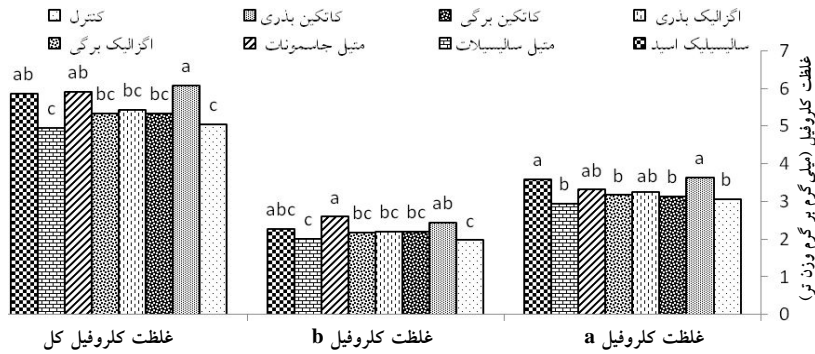 کنترل
کاتکین بذری
کاتکین برگی
اگزالیک بذری
اگزالیک برگی
متیل جاسمونات
متیل سالیسیلات
سالیسیلیک اسید
غلظت کلروفیل (میلی گرم بر گرم وزن تر)
7
6
5
4
3
2
1
0
a b ab b ab b a b
abc c a bc bc bc ab c
ab c ab bc bc bc a c
غلظت کلروفیل a
غلظت کلروفیل b
غلظت کلروفیل کل